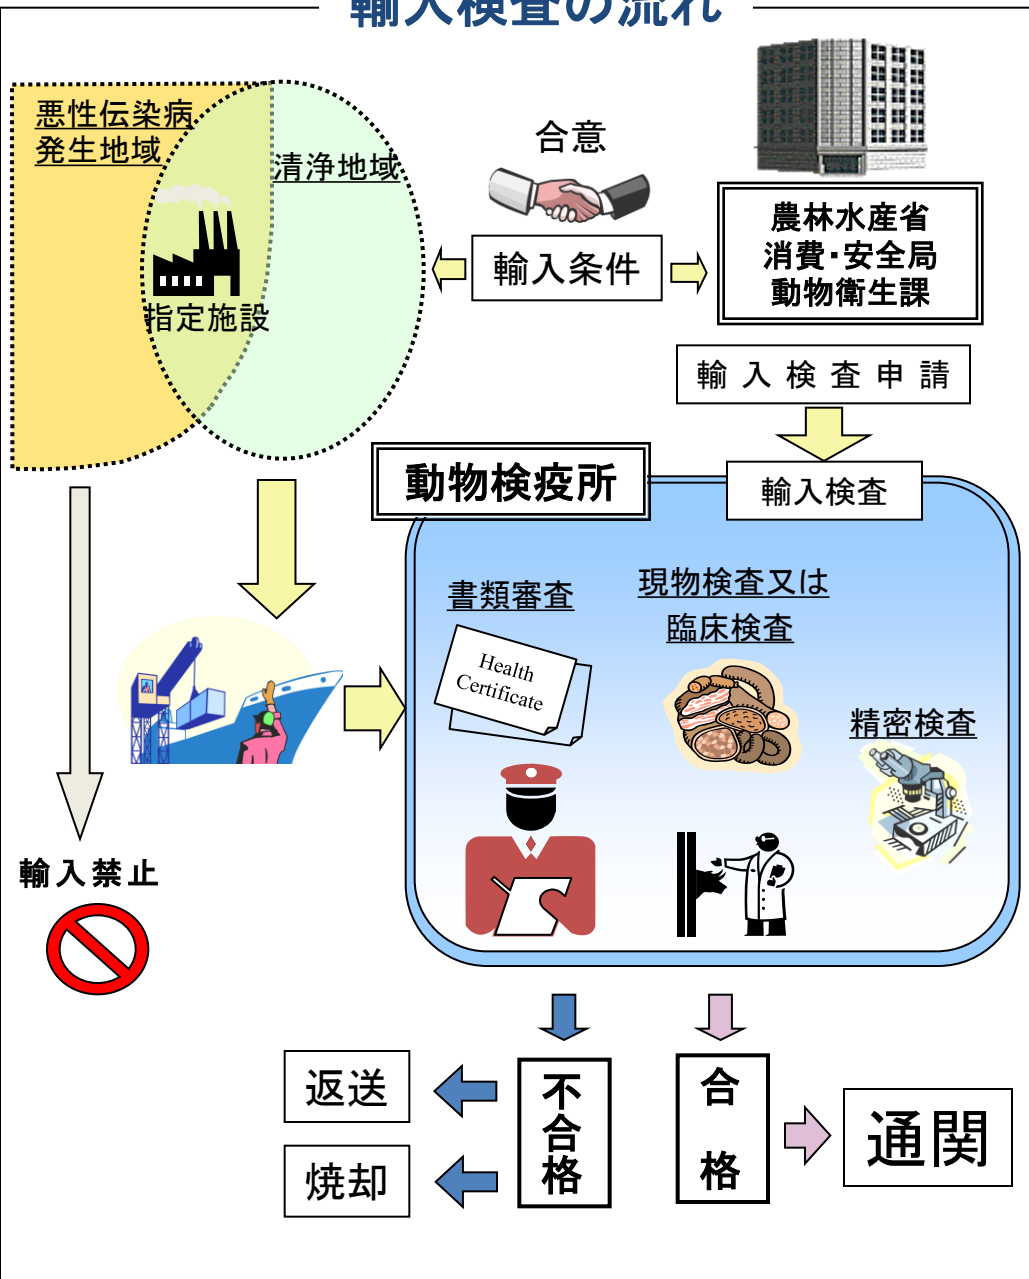 輸入検査の流れ
悪性伝染病
発生地域
清浄地域
指定施設
合意
輸入条件
農林水産省
消費・安全局
動物衛生課
輸入検査申請
動物検疫所
輸入検査
書類審査
現物検査又は
臨床検査
Health
Certificate
精密検査
輸入禁止
不合格
合格
返送
焼却
通関